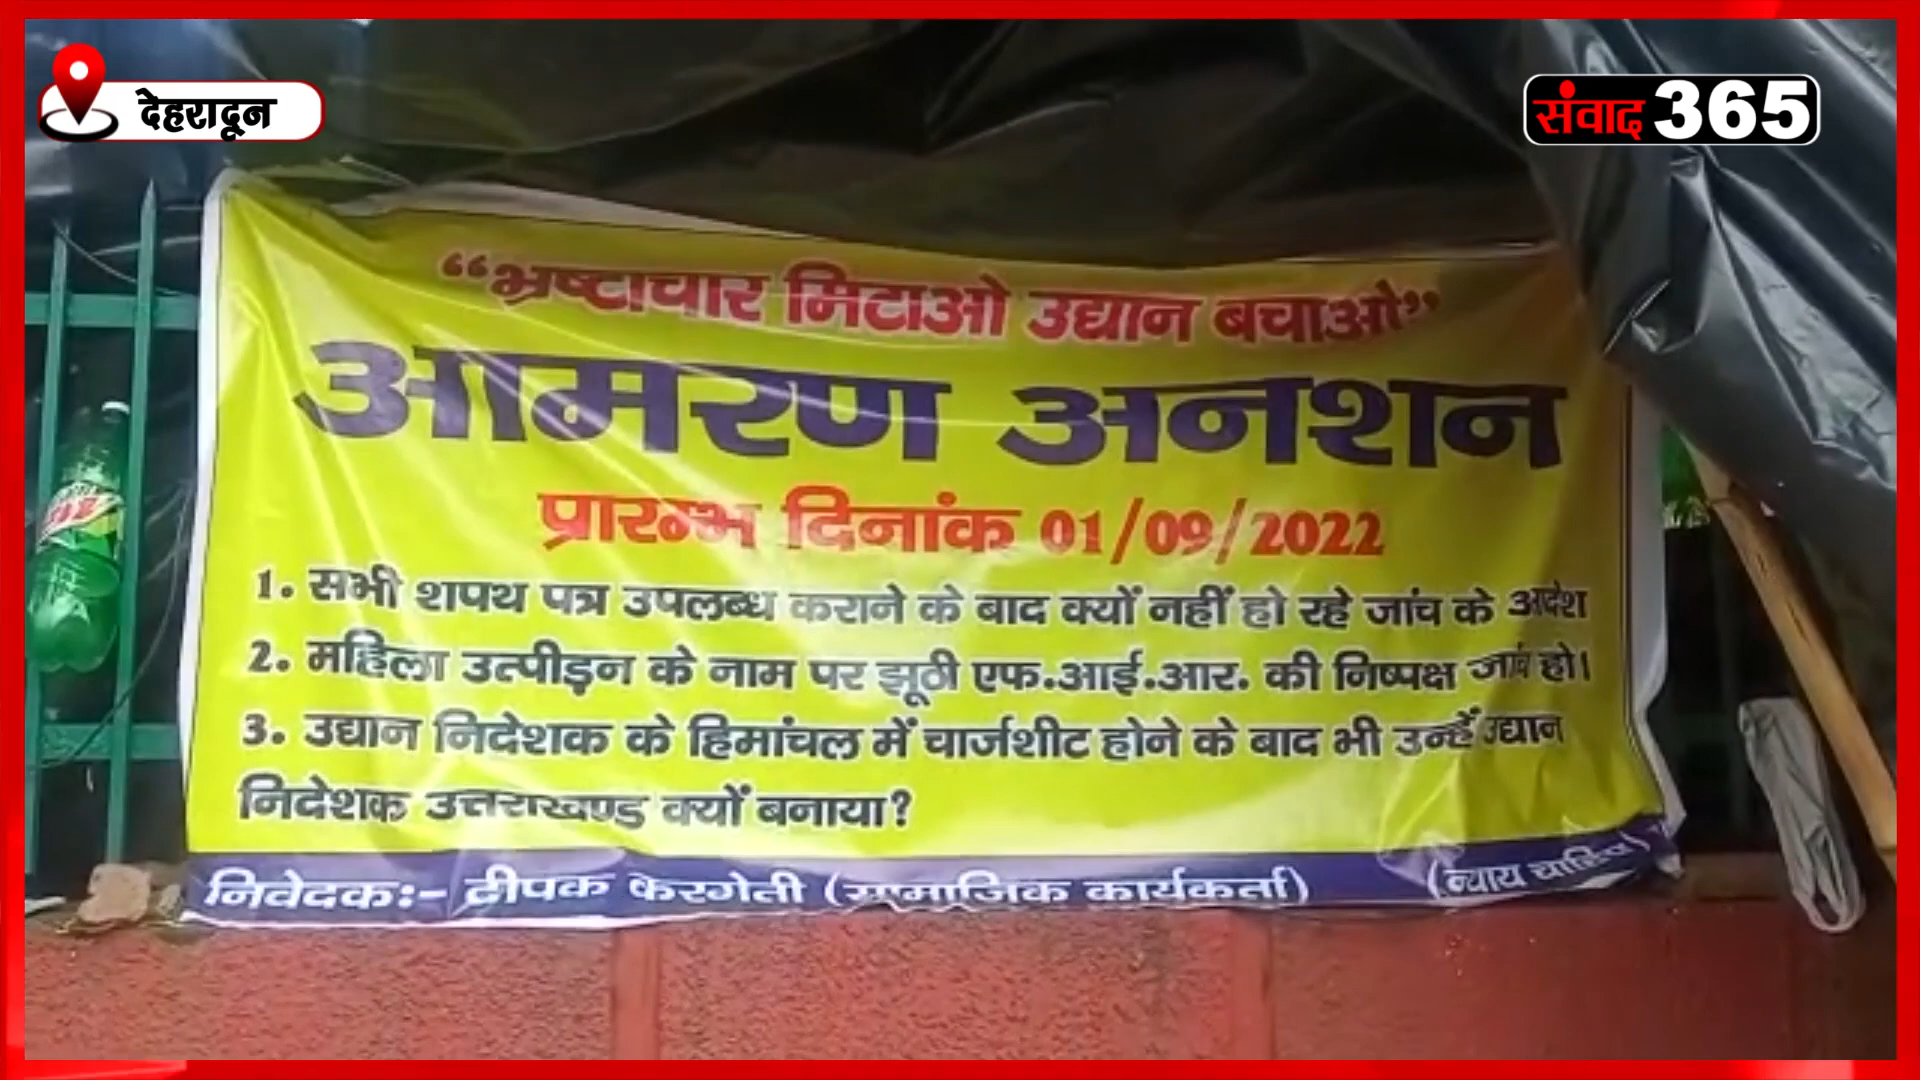 देहरादून
संवाद 365
“भ्रष्टाचार मिटाओ उद्यान बचाओ”
आमरण अनशन
प्रारम्भ दिनांक 01/09/2022
1. सभी शपथ पत्र उपलब्ध कराने के बाद क्यों नहीं हो रहे जांच के आदेश
2. महिला उत्पीड़न के नाम पर झूठी एफ.आई.आर. की निष्पक्ष जांच हो।
3. उद्यान निदेशक के हिमांचल में चार्जशीट होने के बाद भी उन्हें उद्यान
निदेशक उत्तराखण्ड क्यों बनाया?
निवेदक:- दीपक करगेती (सामाजिक कार्यकर्ता) (न्याय चाहिए)